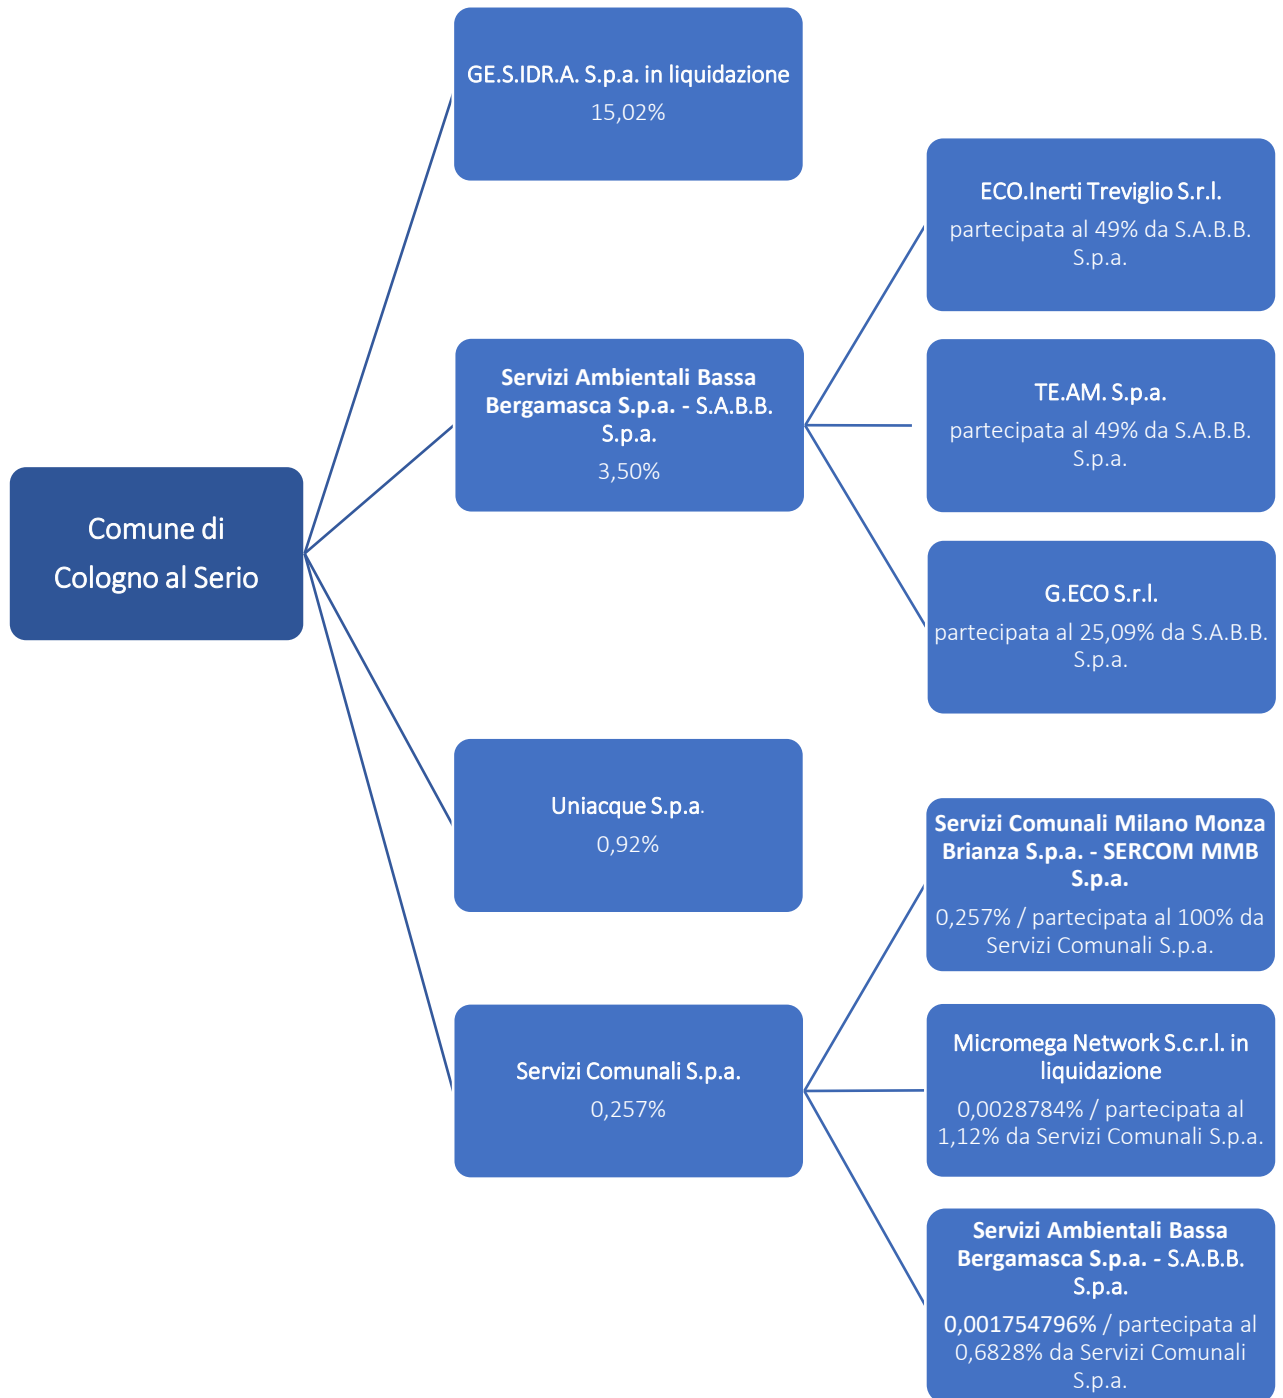 GE.S.IDR.A. S.p.a. in liquidazione
15,02%
ECO.Inerti Treviglio S.r.l.
partecipata al 49% da S.A.B.B.
S.p.a.
Servizi Ambientali Bassa
Bergamasca S.p.a. - S.A.B.B.
S.p.a.
3,50%
TE.AM. S.p.a.
partecipata al 49% da S.A.B.B.
S.p.a.
Comune di
Cologno al Serio
G.ECO S.r.l.
partecipata al 25,09% da S.A.B.B.
S.p.a.
Uniacque S.p.a.
0,92%
Servizi Comunali Milano Monza
Brianza S.p.a. - SERCOM MMB
S.p.a.
0,257% / partecipata al 100% da
Servizi Comunali S.p.a.
Servizi Comunali S.p.a.
0,257%
Micromega Network S.c.r.l. in
liquidazione
0,0028784% / partecipata al
1,12% da Servizi Comunali S.p.a.
Servizi Ambientali Bassa
Bergamasca S.p.a. - S.A.B.B.
S.p.a.
0,001754796% / partecipata al
0,6828% da Servizi Comunali
S.p.a.